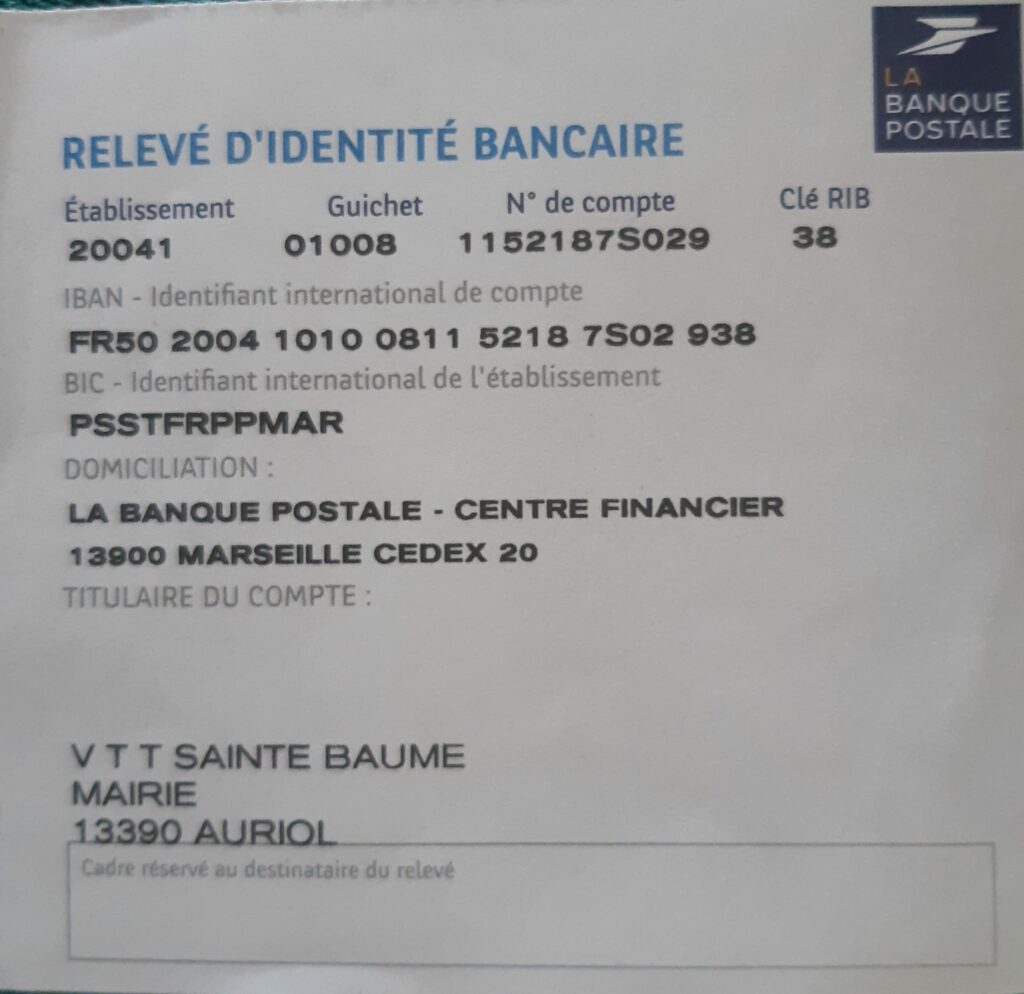 LA
BANQUE
POSTALE
RELEVÉ D'IDENTITÉ BANCAIRE
Établissement Guichet N° de compte Clé RIB
20041 01008 1152187S029 38
IBAN - Identifiant international de compte
FR50 2004 1010 0811 5218 7S02 938
BIC - Identifiant international de l'établissement
PSSTFRPPMAR
DOMICILIATION :
LA BANQUE POSTALE - CENTRE FINANCIER
13900 MARSEILLE CEDEX 20
TITULAIRE DU COMPTE :
V T T SAINTE BAUME
MAIRIE
13390 AURIOL
Cadre réservé au destinataire du relevé